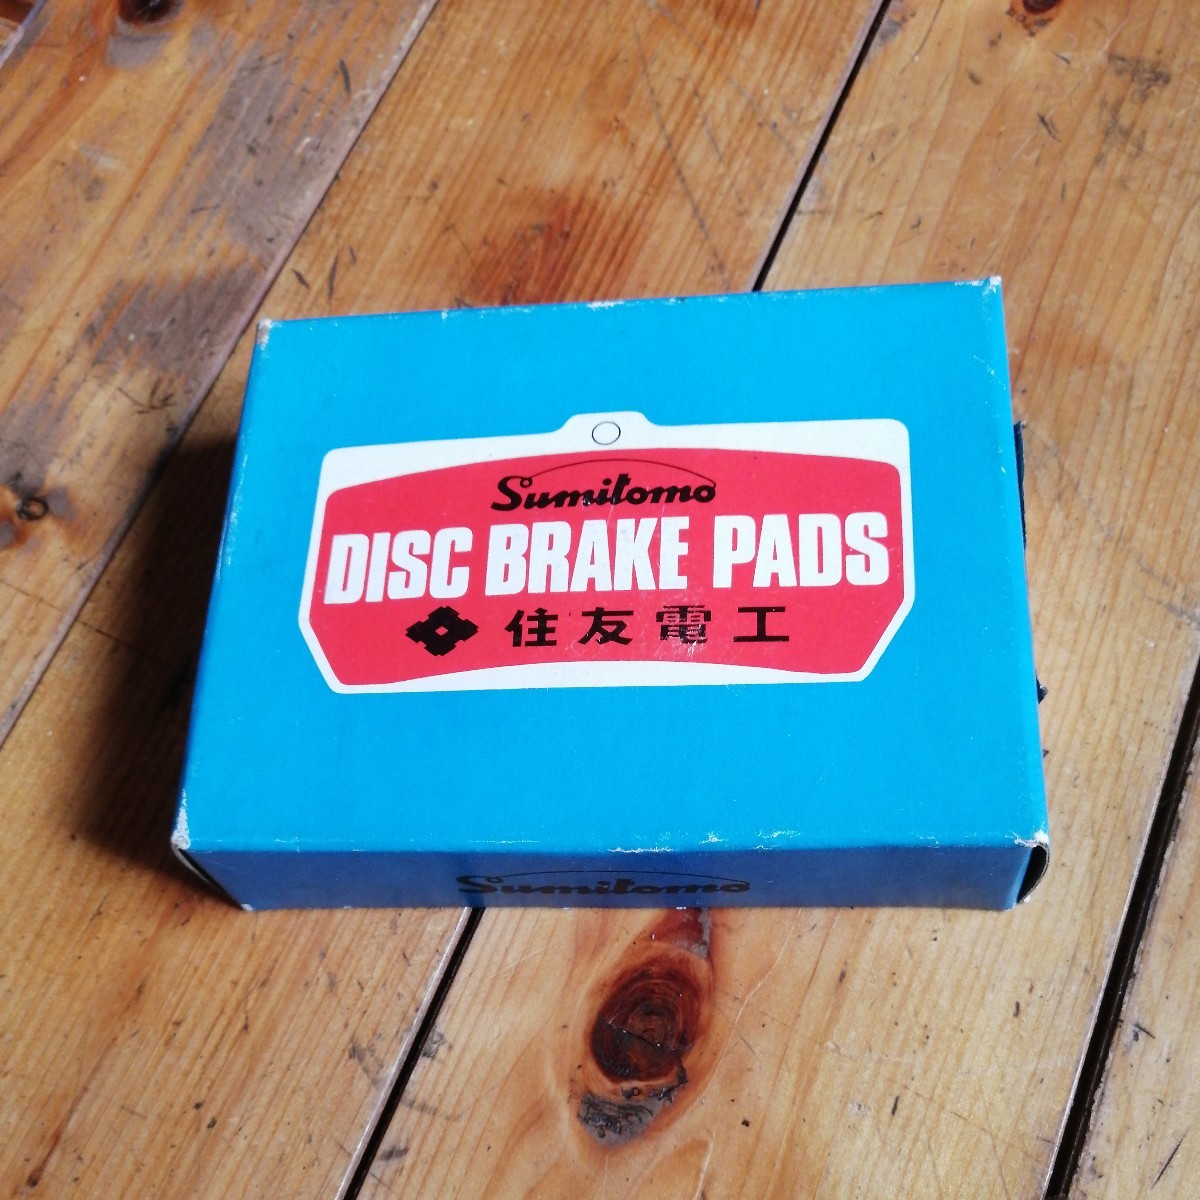 Sumitomo
DISC BRAKE PADS
住友電工
Sumitomo